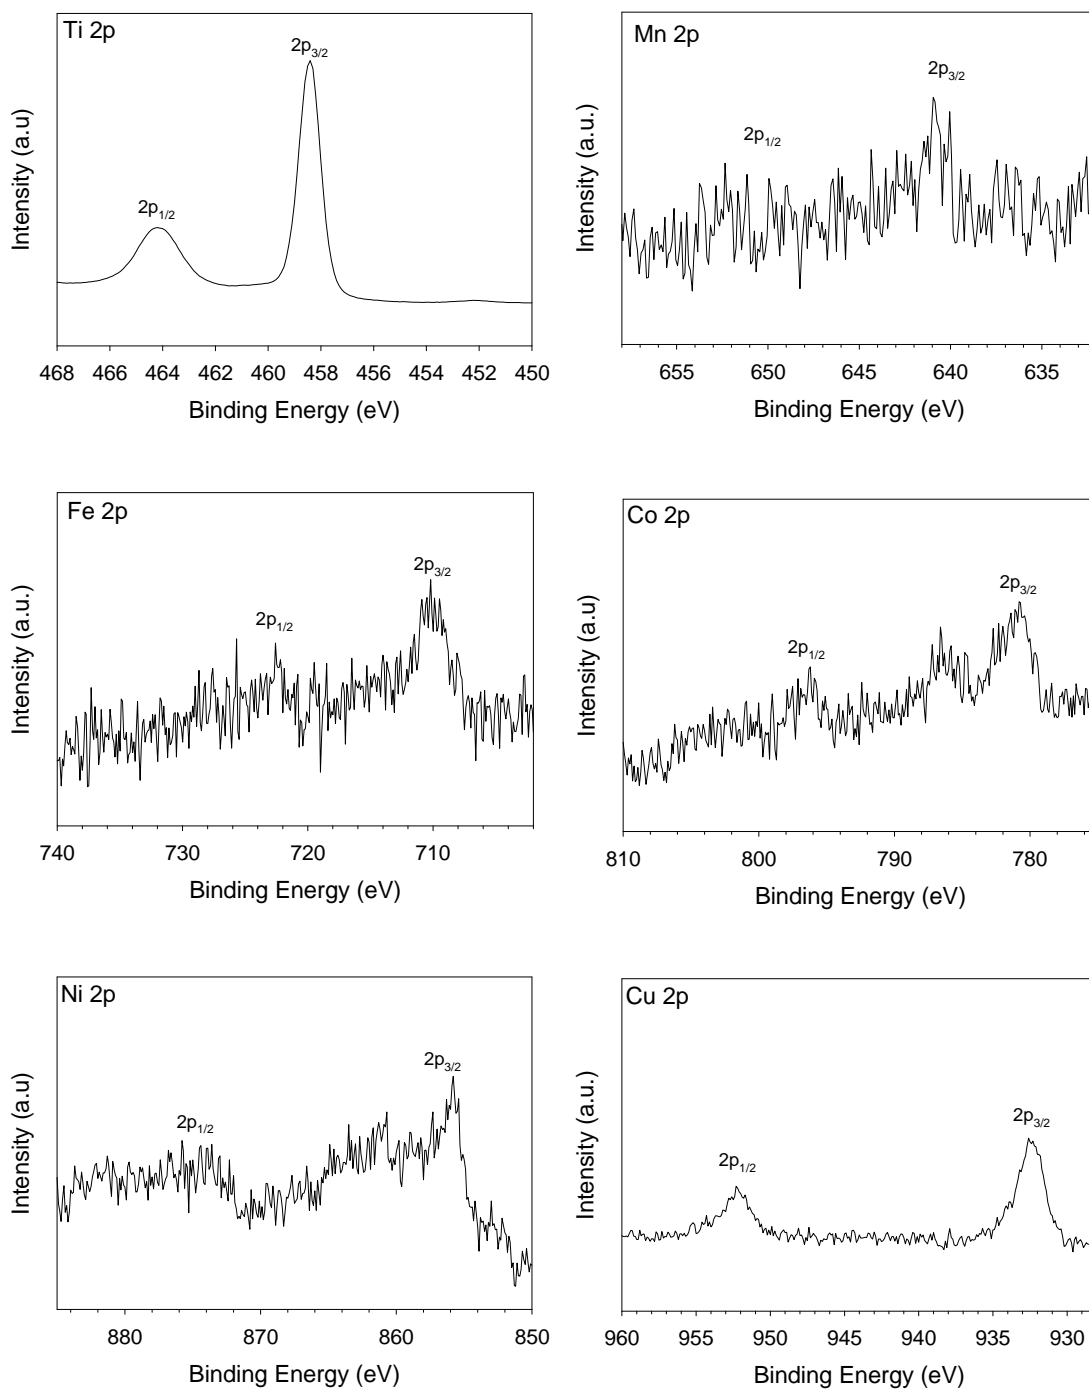 Ti 2p
2p3/2
2p1/2
Intensity (a.u)
468 466 464 462 460 458 456 454 452 450
Binding Energy (eV)
Mn 2p
2p3/2
2p1/2
Intensity (a.u.)
655 650 645 640 635
Binding Energy (eV)
Fe 2p
2p3/2
2p1/2
Intensity (a.u.)
740 730 720 710
Binding Energy (eV)
Co 2p
2p3/2
2p1/2
Intensity (a.u)
810 800 790 780
Binding Energy (eV)
Ni 2p
2p3/2
2p1/2
Intensity (a.u)
880 870 860 850
Binding Energy (eV)
Cu 2p
2p3/2
2p1/2
Intensity (a.u.)
960 955 950 945 940 935 930
Binding Energy (eV)